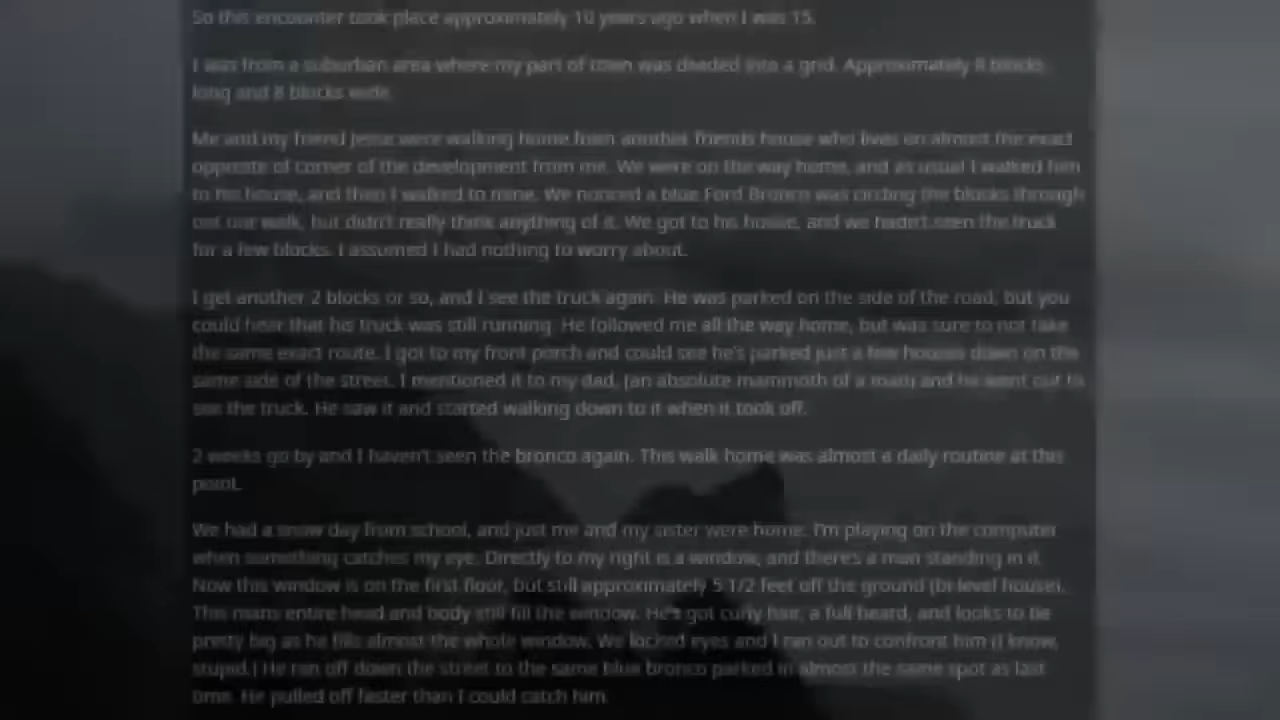 So this encounter took place approximately 10 years ago when I was 15.
I was from a suburban area where my part of town was divided into a grid. Approximately 8 blocks
long and 8 blocks wide.
Me and my friend Jesse were walking home from another friends house who lives on almost the exact
opposite of corner of the development from me. We were on the way home, and as usual I walked him
to his house, and then I walked to mine. We noticed a blue Ford Bronco was circling the blocks through
out our walk, but didn't really think anything of it. We got to his house, and we hadn't seen the truck
for a few blocks. I assumed I had nothing to worry about.
I get another 2 blocks or so, and I see the truck again. He was parked on the side of the road, but you
could hear that his truck was still running. He followed me all the way home, but was sure to not take
the same exact route. I got to my front porch and could see he's parked just a few houses down on the
same side of the street. I mentioned it to my dad, (an absolute mammoth of a man) and he went out to
see the truck. He saw it and started walking down to it when it took off.
2 weeks go by and I haven't seen the bronco again. This walk home was almost a daily routine at this
point.
We had a snow day from school, and just me and my sister were home. I'm playing on the computer
when something catches my eye. Directly to my right is a window, and there's a man standing in it.
Now this window is on the first floor, but still approximately 5 1/2 feet off the ground (bi-level house).
This mans entire head and body still fill the window. He's got curly hair, a full beard, and looks to be
pretty big as he fills almost the whole window. We locked eyes and I ran out to confront him (I know,
stupid.) He ran off down the street to the same blue bronco parked in almost the same spot as last
time. He pulled off faster than I could catch him.